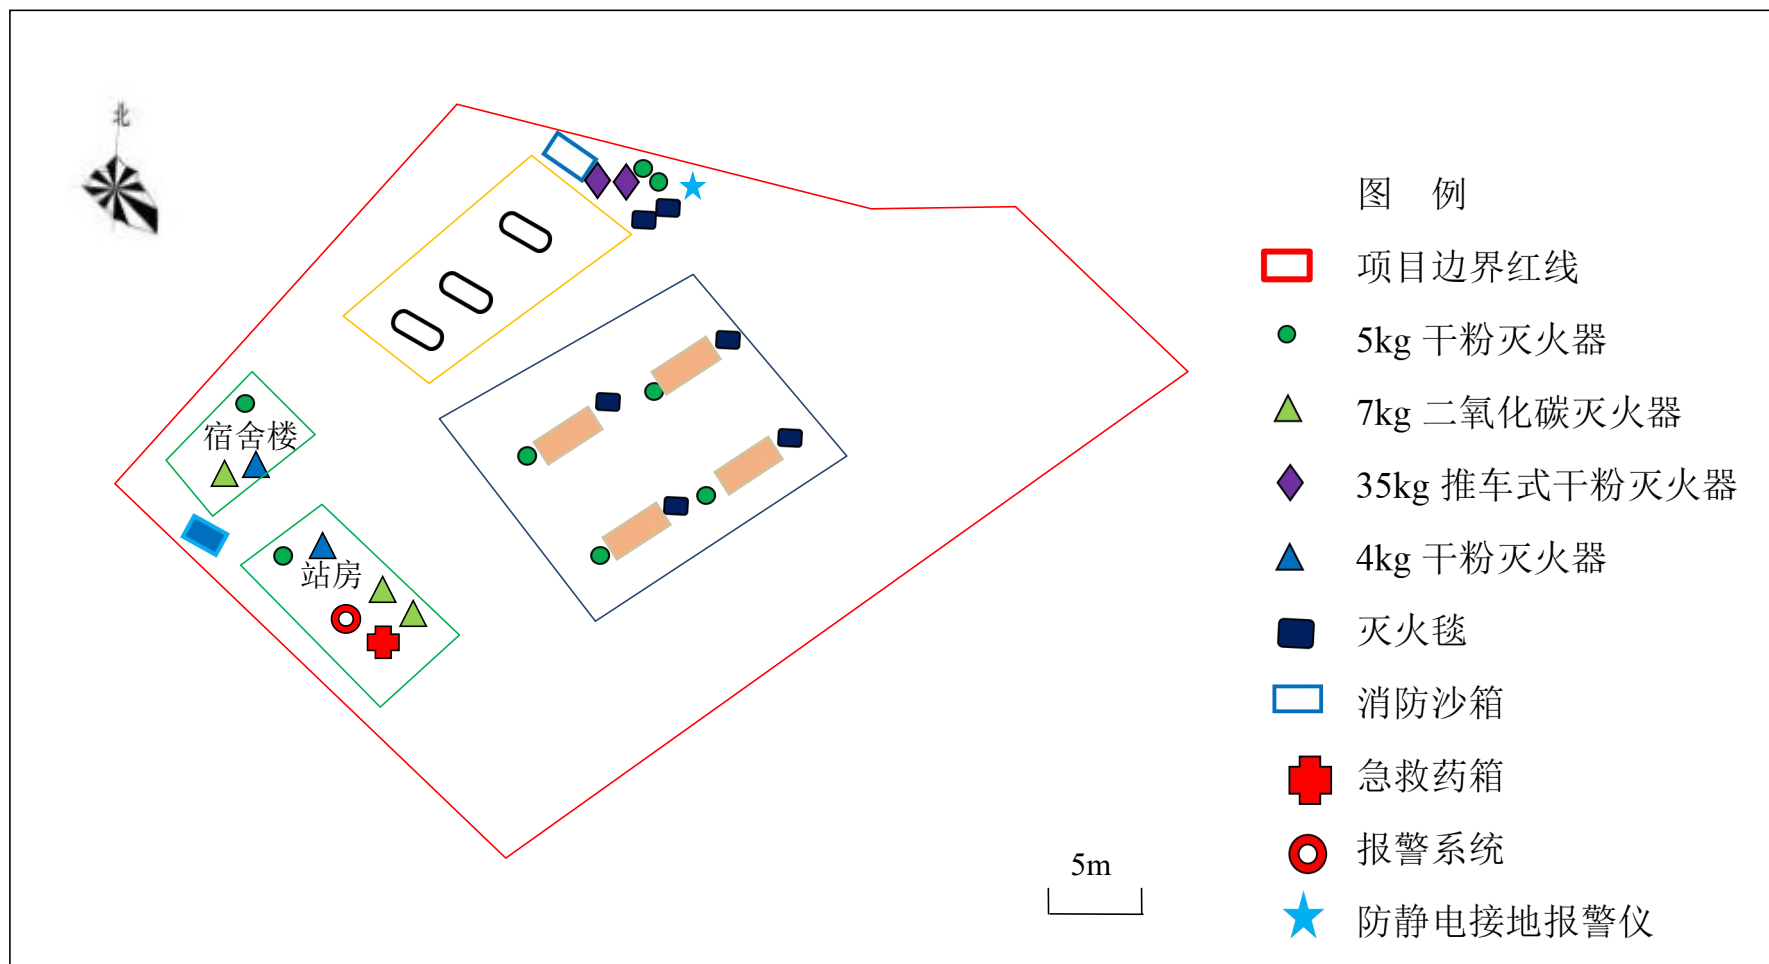 北
宿舍楼
站房
5m
图 例
项目边界红线
5kg 干粉灭火器
7kg 二氧化碳灭火器
35kg 推车式干粉灭火器
4kg 干粉灭火器
灭火毯
消防沙箱
急救药箱
报警系统
防静电接地报警仪